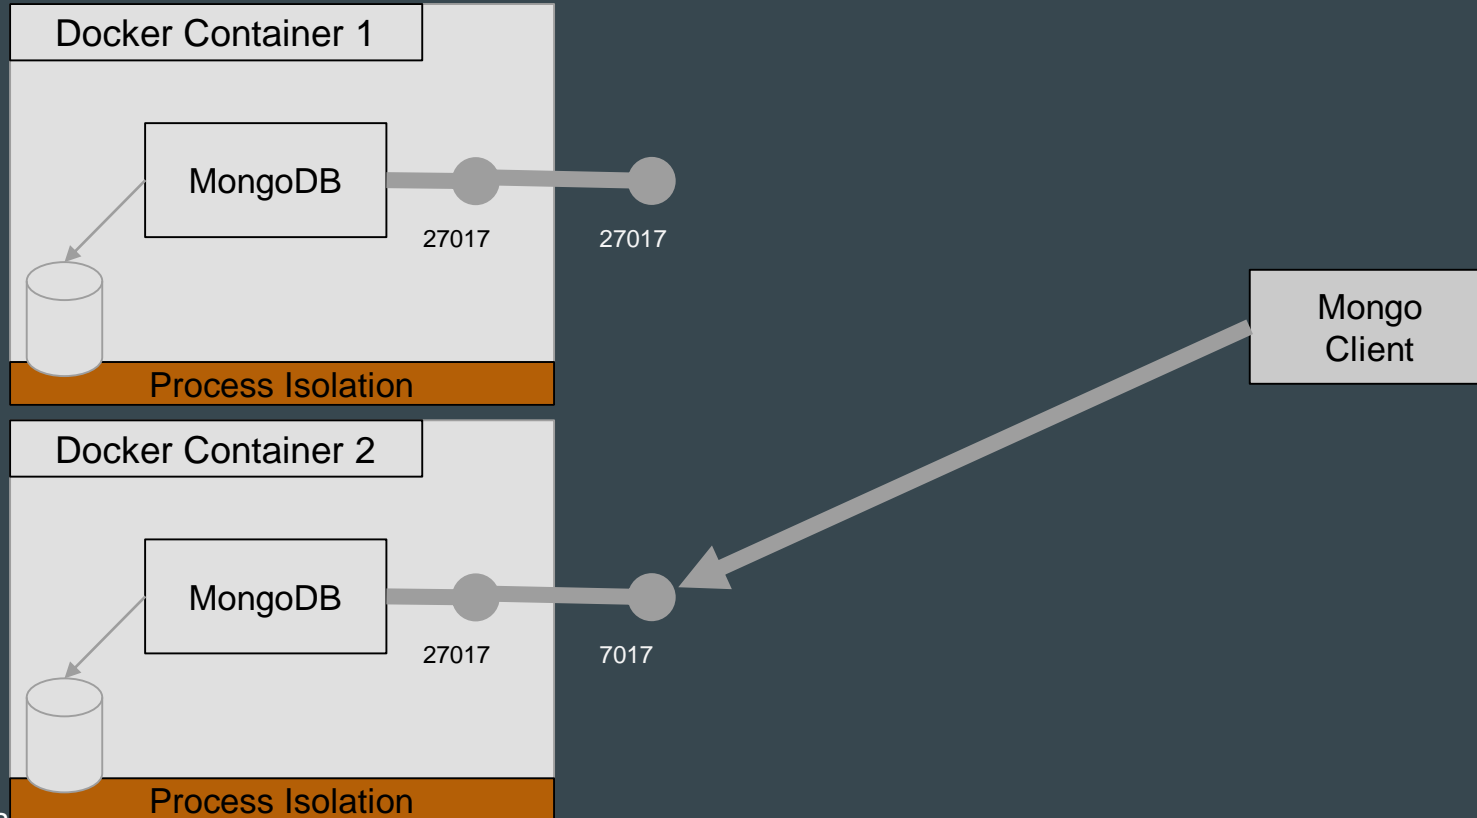 Docker Container 1
MongoDB
27017
27017
Process Isolation
Mongo
Client
Docker Container 2
MongoDB
27017
7017
Process Isolation